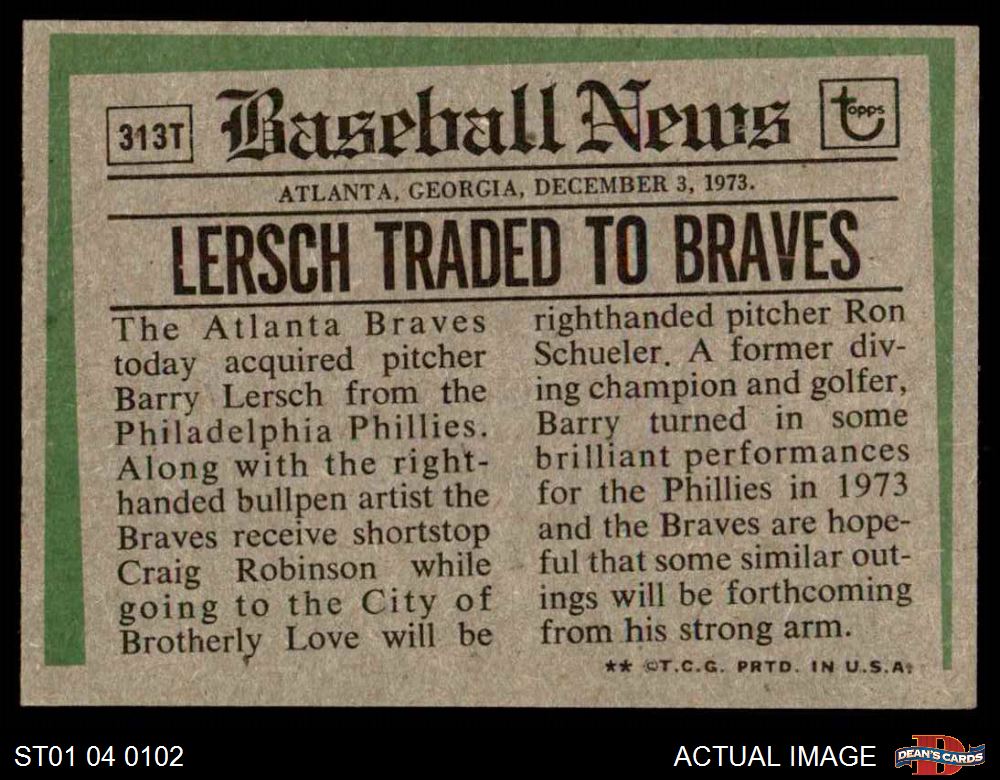 313T
Baseball News
topps
ATLANTA, GEORGIA, DECEMBER 3, 1973.
LERSCH TRADED TO BRAVES
The Atlanta Braves
today acquired pitcher
Barry Lersch from the
Philadelphia Phillies.
Along with the right-
handed bullpen artist the
Braves receive shortstop
Craig Robinson while
going to the City of
Brotherly Love will be
righthanded pitcher Ron
Schueler. A former div-
ing champion and golfer,
Barry turned in some
brilliant performances
for the Phillies in 1973
and the Braves are hope-
ful that some similar out-
ings will be forthcoming
from his strong arm.
** ©T.C.G. PRTD. IN U.S.A.
ST01 04 0102
ACTUAL IMAGE
D
DEAN'S CARDS